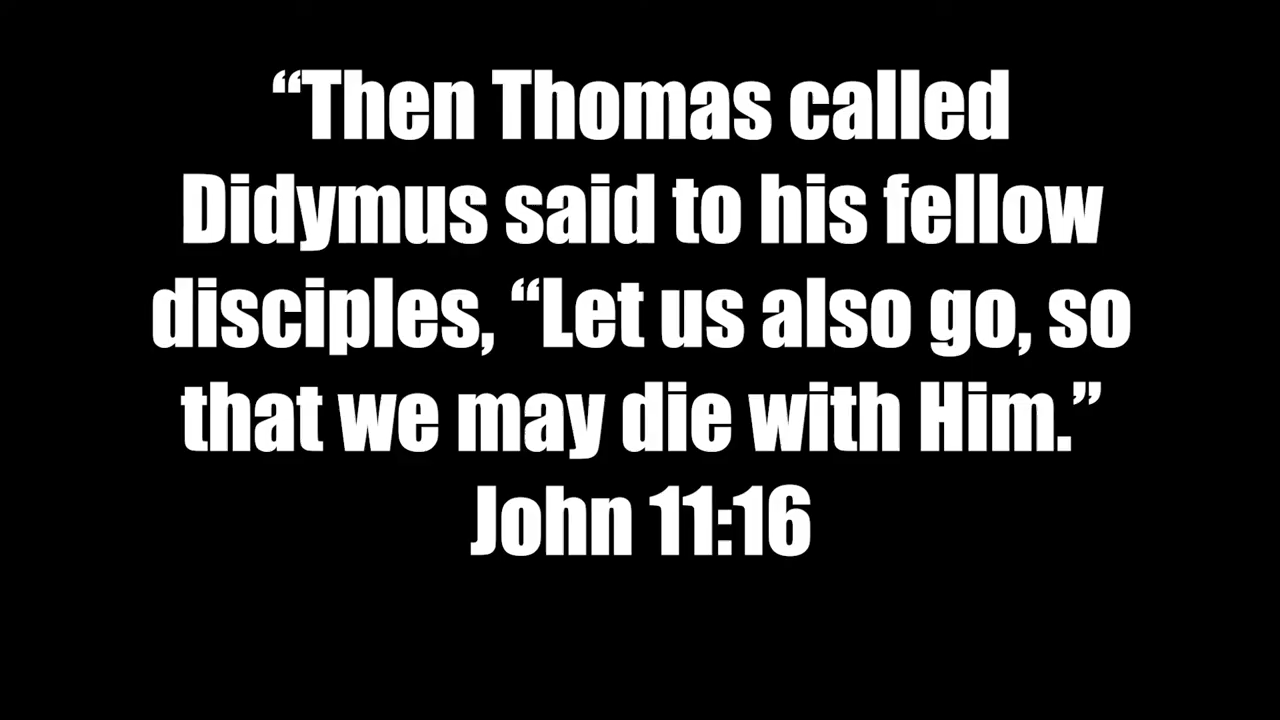 “Then Thomas called
Didymus said to his fellow
disciples, “Let us also go, so
that we may die with Him.”
John 11:16